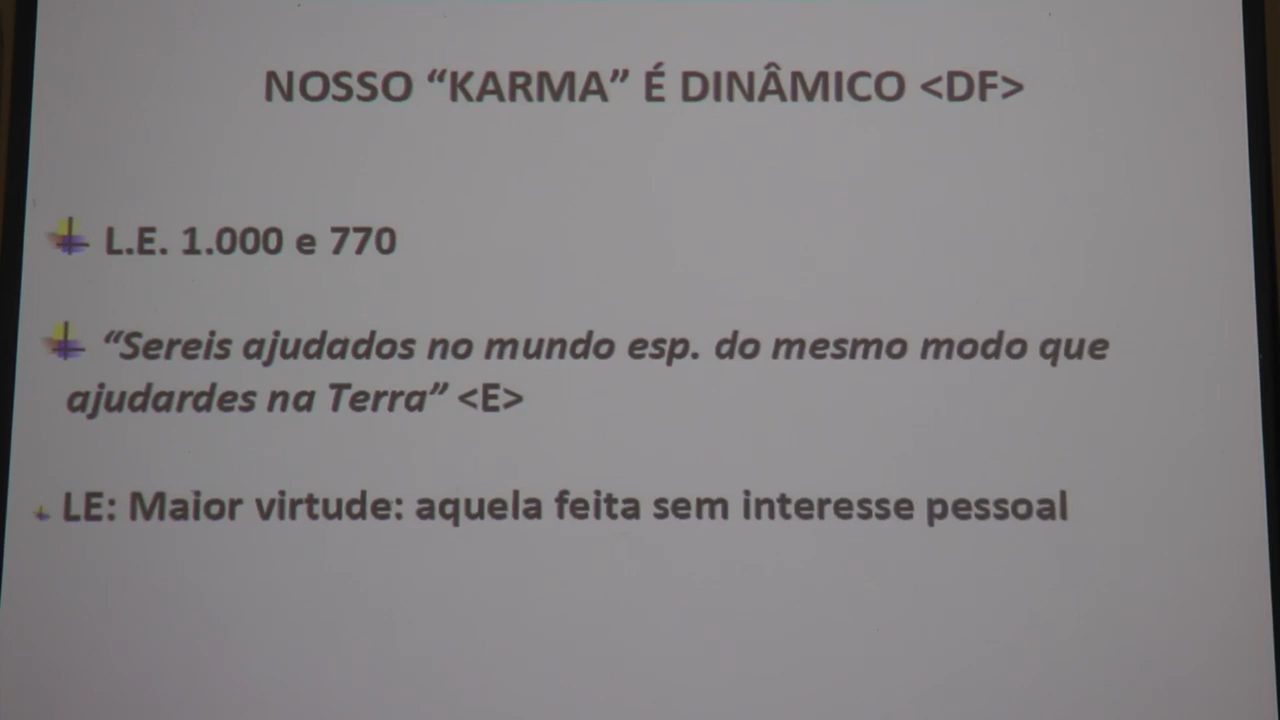 NOSSO “KARMA” É DINÂMICO <DF>
L.E. 1.000 e 770
“Sereis ajudados no mundo esp. do mesmo modo que
ajudardes na Terra” <E>
LE: Maior virtude: aquela feita sem interesse pessoal